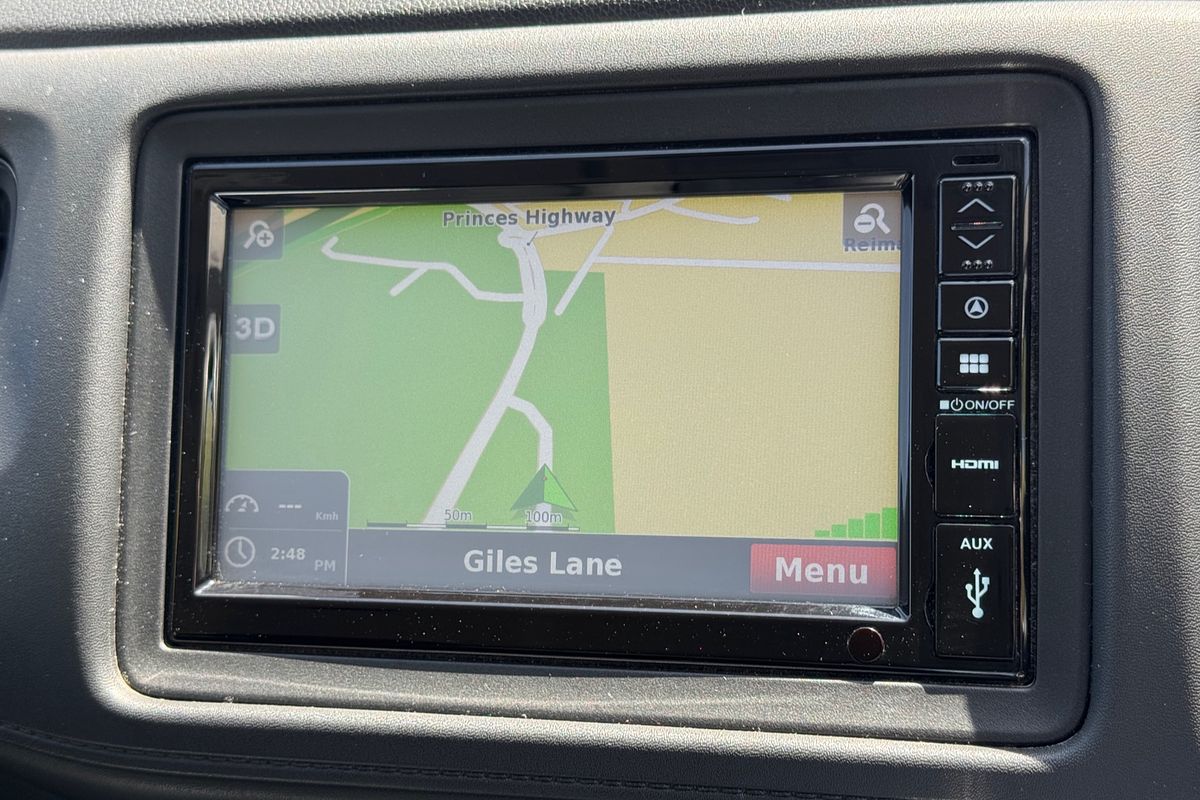 Princes Highway
3D
50m
100m
---
Kmh
2:48
PM
Giles Lane
Menu
ON/OFF
HDMI
AUX